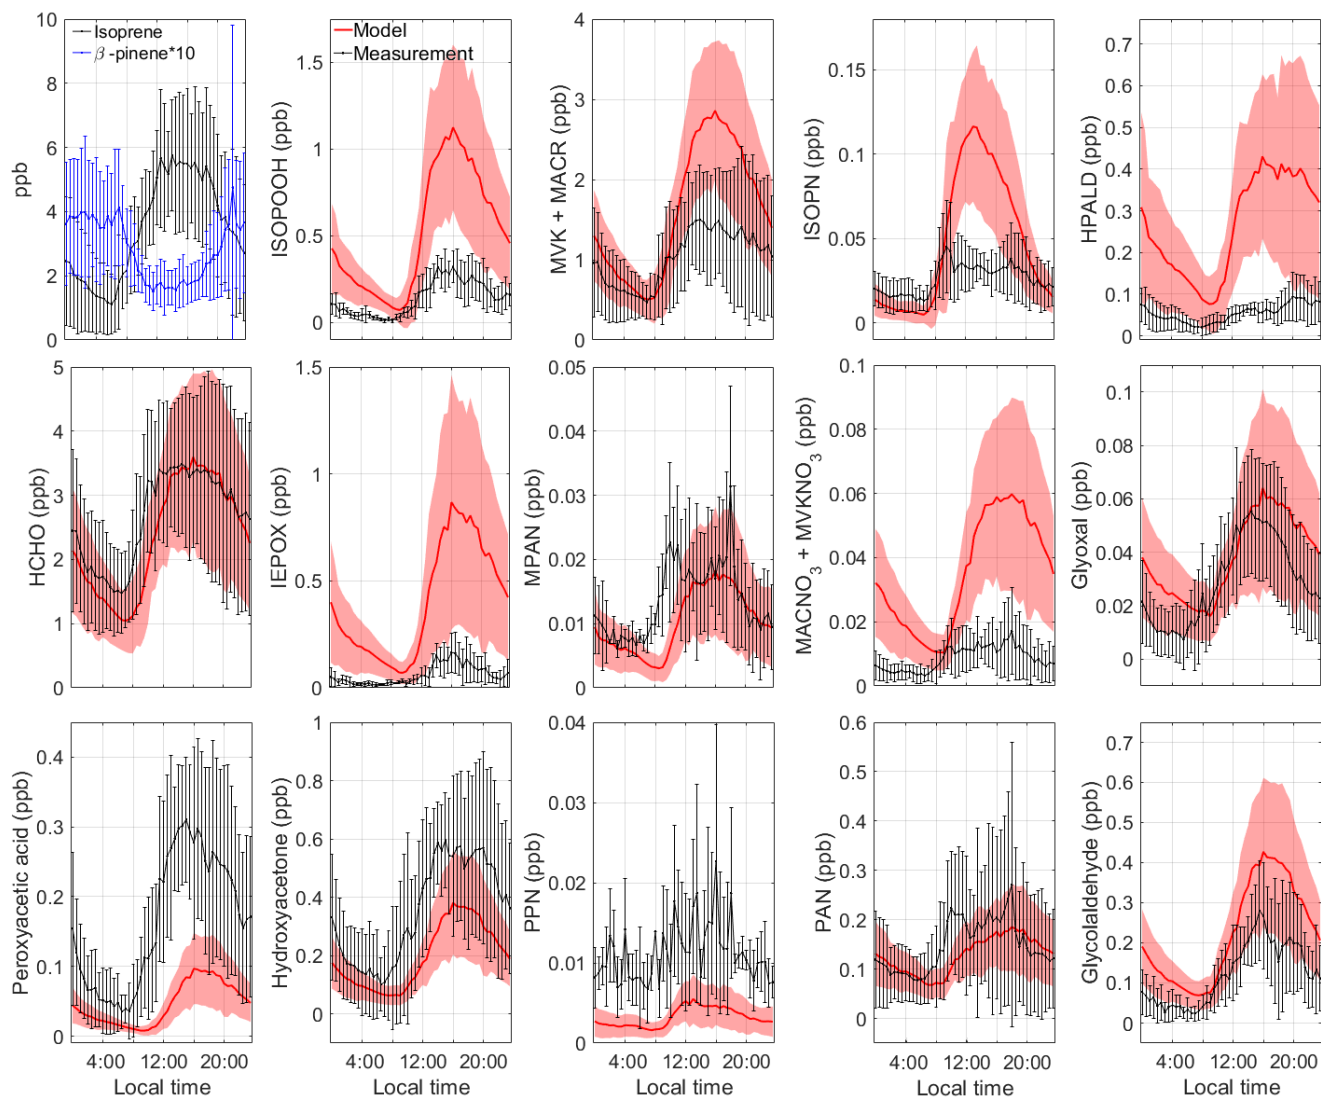 Isoprene
β -pinene*10
10
8
6
4
2
0
ppb
Model
Measurement
1.5
1
0.5
0
ISOPOOH (ppb)
4
3
2
1
0
MVK + MACR (ppb)
0.15
0.1
0.05
0
ISOPN (ppb)
0.7
0.6
0.5
0.4
0.3
0.2
0.1
0
HPALD (ppb)
5
4
3
2
1
0
HCHO (ppb)
1.5
1
0.5
0
IEPOX (ppb)
0.05
0.04
0.03
0.02
0.01
0
MPAN (ppb)
0.1
0.08
0.06
0.04
0.02
0
MACNO3 + MVKNO3 (ppb)
0.1
0.08
0.06
0.04
0.02
0
Glyoxal (ppb)
0.4
0.3
0.2
0.1
0
Peroxyacetic acid (ppb)
4:00 12:00 20:00
Local time
1
0.8
0.6
0.4
0.2
0
Hydroxyacetone (ppb)
4:00 12:00 20:00
Local time
0.04
0.03
0.02
0.01
0
PPN (ppb)
4:00 12:00 20:00
Local time
0.6
0.5
0.4
0.3
0.2
0.1
0
PAN (ppb)
4:00 12:00 20:00
Local time
0.7
0.6
0.5
0.4
0.3
0.2
0.1
0
Glycolaldehyde (ppb)
4:00 12:00 20:00
Local time